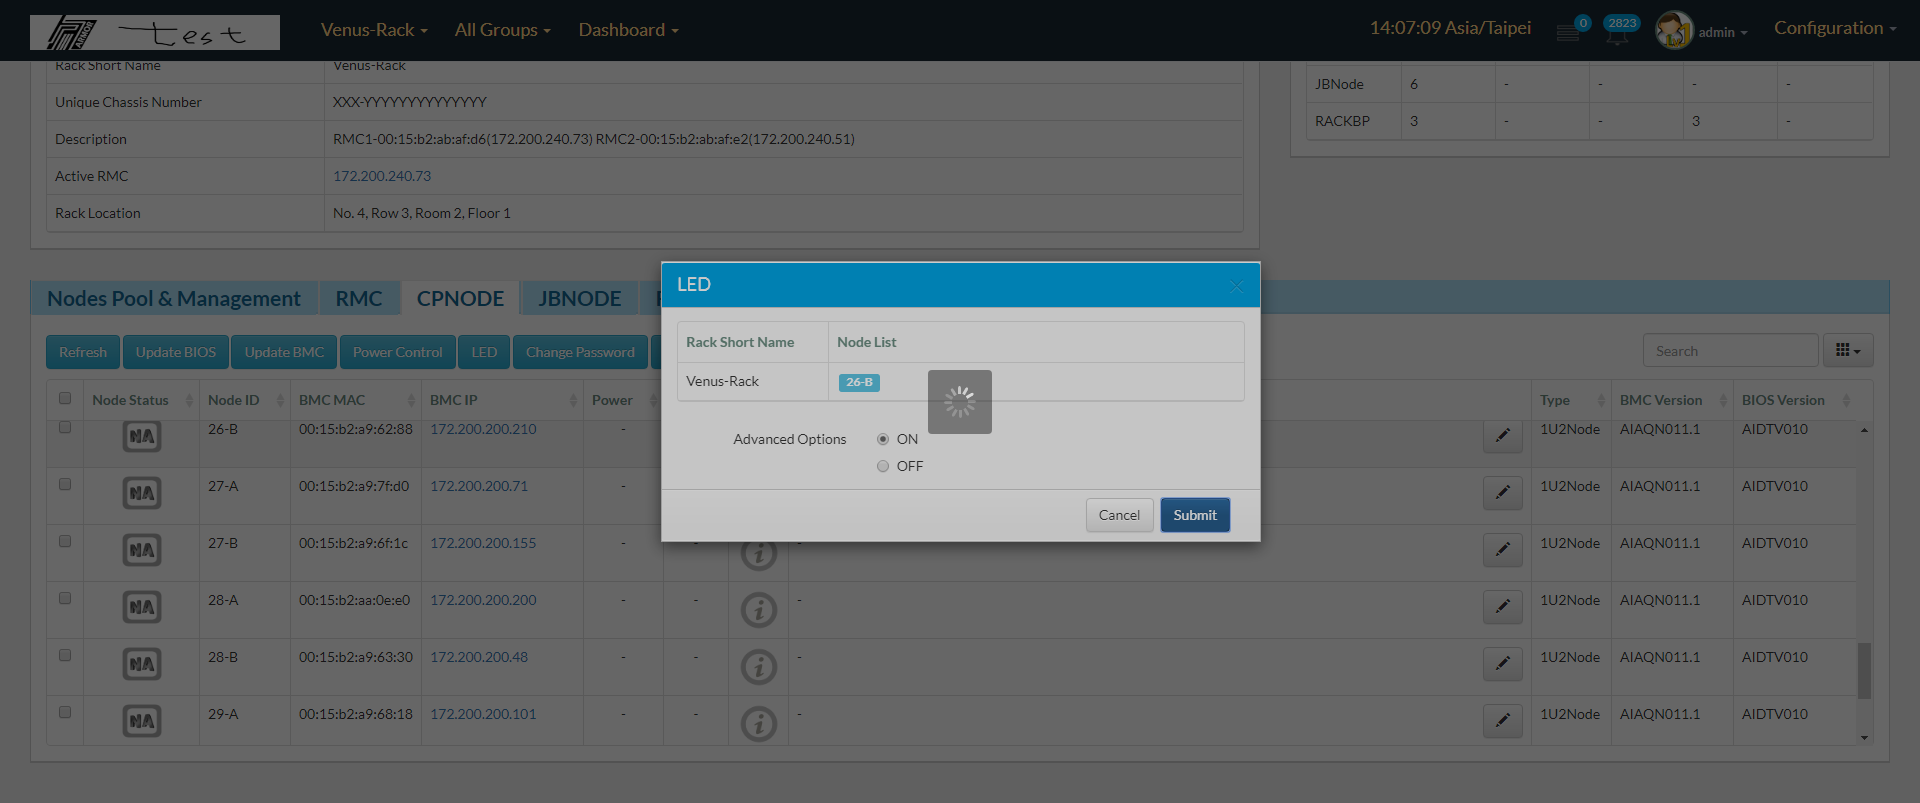 ARMOR test
Venus-Rack
All Groups
Dashboard
14:07:09 Asia/Taipei
0
2823
admin
Configuration
Rack Short Name Venus-Rack
Unique Chassis Number XXX-YYYYYYYYYYYYYY
Description RMC1-00:15:b2:ab:af:d6(172.200.240.73) RMC2-00:15:b2:ab:af:e2(172.200.240.51)
Active RMC 172.200.240.73
Rack Location No. 4, Row 3, Room 2, Floor 1
JBNode 6 - - - -
RACKBP 3 - - 3 -
Nodes Pool & Management RMC CPNODE JBNODE
Refresh Update BIOS Update BMC Power Control LED Change Password
Search
Node Status Node ID BMC MAC BMC IP Power Type BMC Version BIOS Version
NA 26-B 00:15:b2:a9:62:88 172.200.200.210 - 1U2Node AIAQN011.1 AIDTV010
NA 27-A 00:15:b2:a9:7f:d0 172.200.200.71 - 1U2Node AIAQN011.1 AIDTV010
NA 27-B 00:15:b2:a9:6f:1c 172.200.200.155 - - i - 1U2Node AIAQN011.1 AIDTV010
NA 28-A 00:15:b2:aa:0e:e0 172.200.200.200 - - i - 1U2Node AIAQN011.1 AIDTV010
NA 28-B 00:15:b2:a9:63:30 172.200.200.48 - - i - 1U2Node AIAQN011.1 AIDTV010
NA 29-A 00:15:b2:a9:68:18 172.200.200.101 - - i - 1U2Node AIAQN011.1 AIDTV010
LED
Rack Short Name Node List
Venus-Rack 26-B
Advanced Options ON
OFF
Cancel Submit